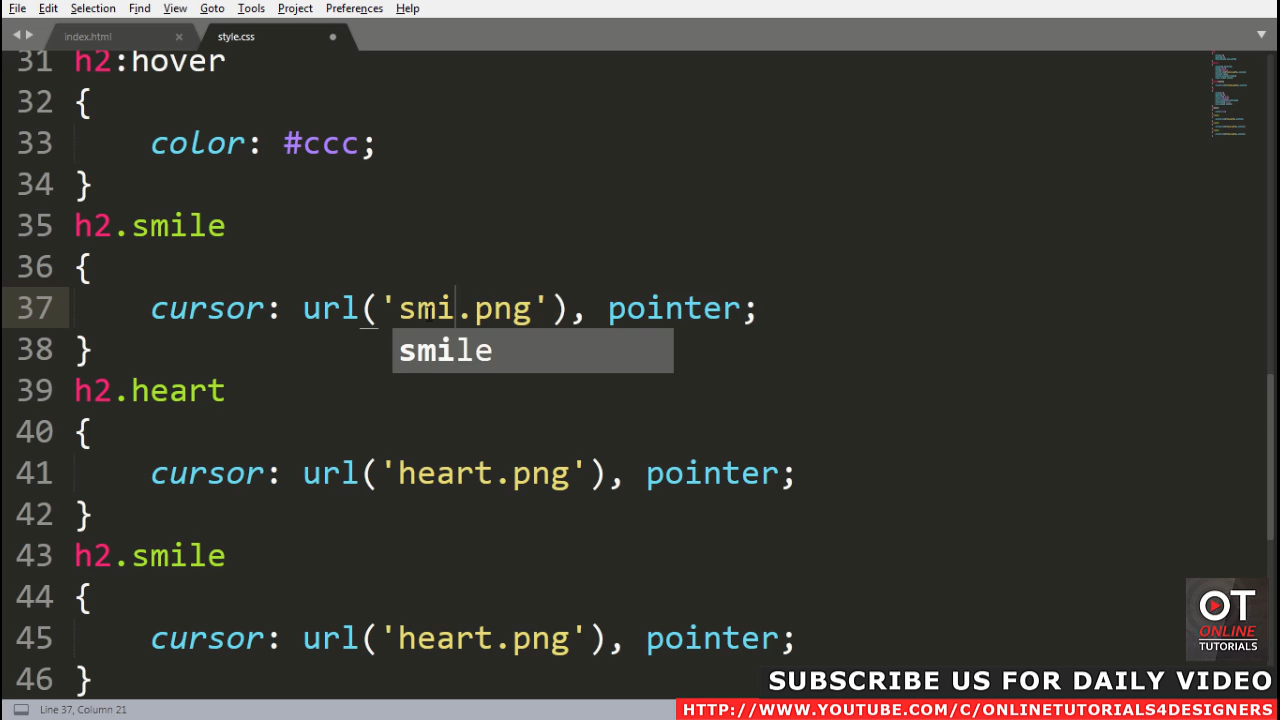 File Edit Selection Find View Goto Tools Project Preferences Help
index.html style.css
31 h2:hover
32 {
33 color: #ccc;
34 }
35 h2.smile
36 {
37 cursor: url('smi.png'), pointer;
smile
38 }
39 h2.heart
40 {
41 cursor: url('heart.png'), pointer;
42 }
43 h2.smile
44 {
45 cursor: url('heart.png'), pointer;
46 }
OT
ONLINE
TUTORIALS
SUBSCRIBE US FOR DAILY VIDEO
HTTP://WWW.YOUTUBE.COM/C/ONLINETUTORIALS4DESIGNERS
Line 37, Column 21